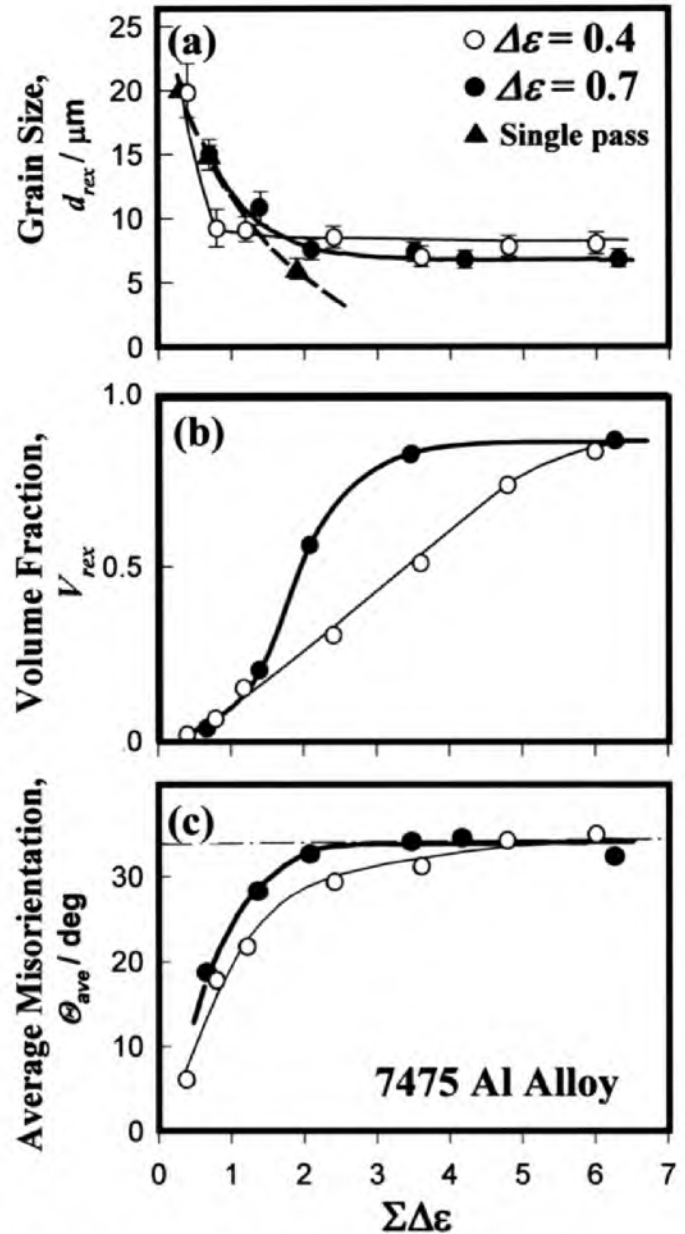 (a)
Δε = 0.4
Δε = 0.7
Single pass
Grain Size,
d_rex / μm
25
20
15
10
5
0
(b)
Volume Fraction,
V_rex
1.0
0.5
0
(c)
Average Misorientation,
Θ_ave / deg
30
20
10
0
7475 Al Alloy
0 1 2 3 4 5 6 7
ΣΔε